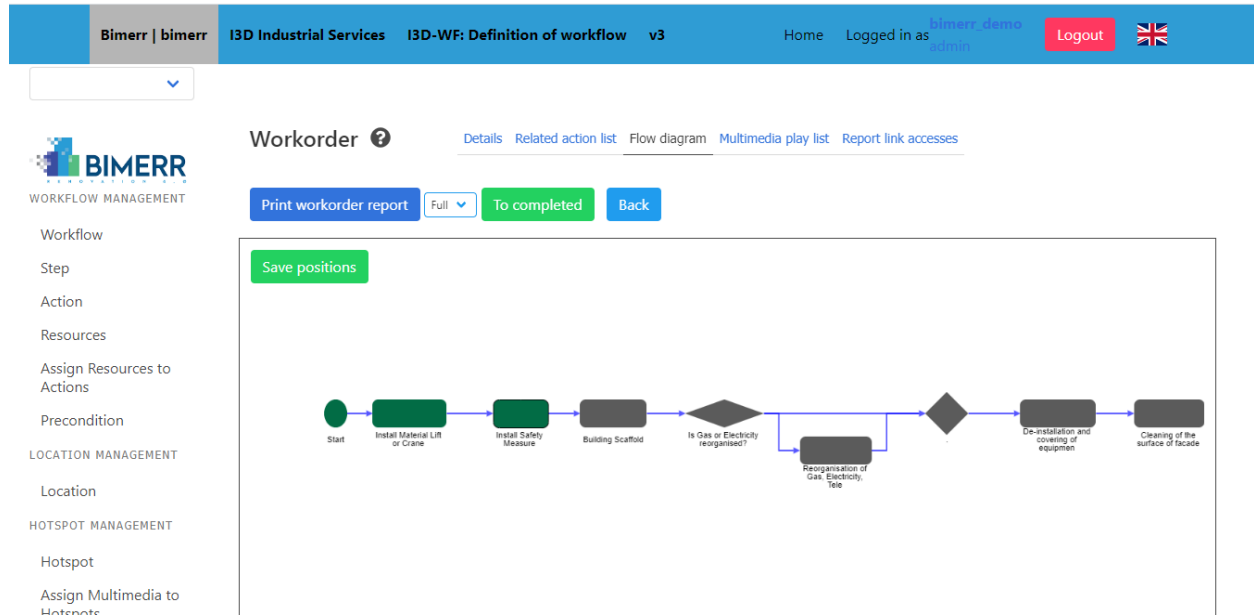 Bimerr | bimerr I3D Industrial Services I3D-WF: Definition of workflow v3 Home Logged in as bimerr_demo admin Logout
BIMERR
RENOVATION 4.0
WORKFLOW MANAGEMENT
Workflow
Step
Action
Resources
Assign Resources to
Actions
Precondition
LOCATION MANAGEMENT
Location
HOTSPOT MANAGEMENT
Hotspot
Assign Multimedia to
Hotspots
Workorder ?
Details Related action list Flow diagram Multimedia play list Report link accesses
Print workorder report Full To completed Back
Save positions
Start
Install Material Lift
or Crane
Install Safety
Measure
Building Scaffold
Is Gas or Electricity
reorganised?
Reorganisation of
Gas, Electricity,
Tele
.
De-installation and
covering of
equipmen
Cleaning of the
surface of facade